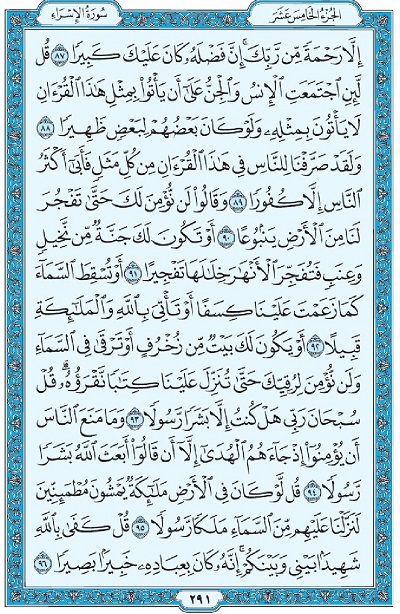 الجزء الخامس عشر
سورة الإسراء
إِلَّا رَحْمَةً مِّن رَّبِّكَ ۚ إِنَّ فَضْلَهُۥ كَانَ عَلَيْكَ كَبِيرًا ٨٧ قُل
لَّئِنِ ٱجْتَمَعَتِ ٱلْإِنسُ وَٱلْجِنُّ عَلَىٰٓ أَن يَأْتُوا۟ بِمِثْلِ هَٰذَا ٱلْقُرْءَانِ
لَا يَأْتُونَ بِمِثْلِهِۦ وَلَوْ كَانَ بَعْضُهُمْ لِبَعْضٍ ظَهِيرًا ٨٨
وَلَقَدْ صَرَّفْنَا لِلنَّاسِ فِى هَٰذَا ٱلْقُرْءَانِ مِن كُلِّ مَثَلٍ فَأَبَىٰٓ أَكْثَرُ
ٱلنَّاسِ إِلَّا كُفُورًا ٨٩ وَقَالُوا۟ لَن نُّؤْمِنَ لَكَ حَتَّىٰ تَفْجُرَ
لَنَا مِنَ ٱلْأَرْضِ يَنۢبُوعًا ٩٠ أَوْ تَكُونَ لَكَ جَنَّةٌ مِّن نَّخِيلٍ
وَعِنَبٍ فَتُفَجِّرَ ٱلْأَنْهَٰرَ خِلَٰلَهَا تَفْجِيرًا ٩١ أَوْ تُسْقِطَ ٱلسَّمَآءَ
كَمَا زَعَمْتَ عَلَيْنَا كِسَفًا أَوْ تَأْتِىَ بِٱللَّهِ وَٱلْمَلَٰٓئِكَةِ
قَبِيلًا ٩٢ أَوْ يَكُونَ لَكَ بَيْتٌ مِّن زُخْرُفٍ أَوْ تَرْقَىٰ فِى ٱلسَّمَآءِ
وَلَن نُّؤْمِنَ لِرُقِيِّكَ حَتَّىٰ تُنَزِّلَ عَلَيْنَا كِتَٰبًا نَّقْرَؤُهُۥ ۗ قُلْ
سُبْحَانَ رَبِّى هَلْ كُنتُ إِلَّا بَشَرًا رَّسُولًا ٩٣ وَمَا مَنَعَ ٱلنَّاسَ
أَن يُؤْمِنُوٓا۟ إِذْ جَآءَهُمُ ٱلْهُدَىٰٓ إِلَّآ أَن قَالُوٓا۟ أَبَعَثَ ٱللَّهُ بَشَرًا
رَّسُولًا ٩٤ قُل لَّوْ كَانَ فِى ٱلْأَرْضِ مَلَٰٓئِكَةٌ يَمْشُونَ مُطْمَئِنِّينَ
لَنَزَّلْنَا عَلَيْهِم مِّنَ ٱلسَّمَآءِ مَلَكًا رَّسُولًا ٩٥ قُلْ كَفَىٰ بِٱللَّهِ
شَهِيدًۢا بَيْنِى وَبَيْنَكُمْ ۚ إِنَّهُۥ كَانَ بِعِبَادِهِۦ خَبِيرًۢا بَصِيرًا ٩٦
٢٩١